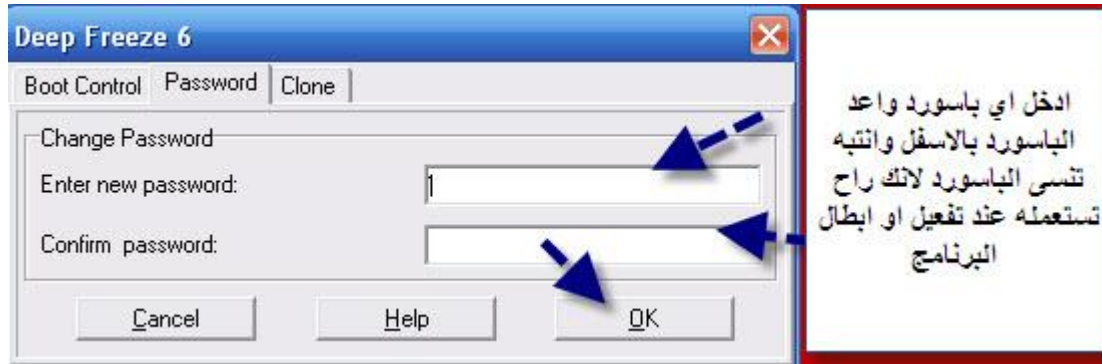 Deep Freeze 6
Boot Control Password Clone
Change Password
Enter new password:
Confirm password:
Cancel Help OK
ادخل اي باسورد واعد
الباسورد بالاسفل وانتبه
تنسى الباسورد لانك راح
تستعمله عند تفعيل او ابطال
البرنامج